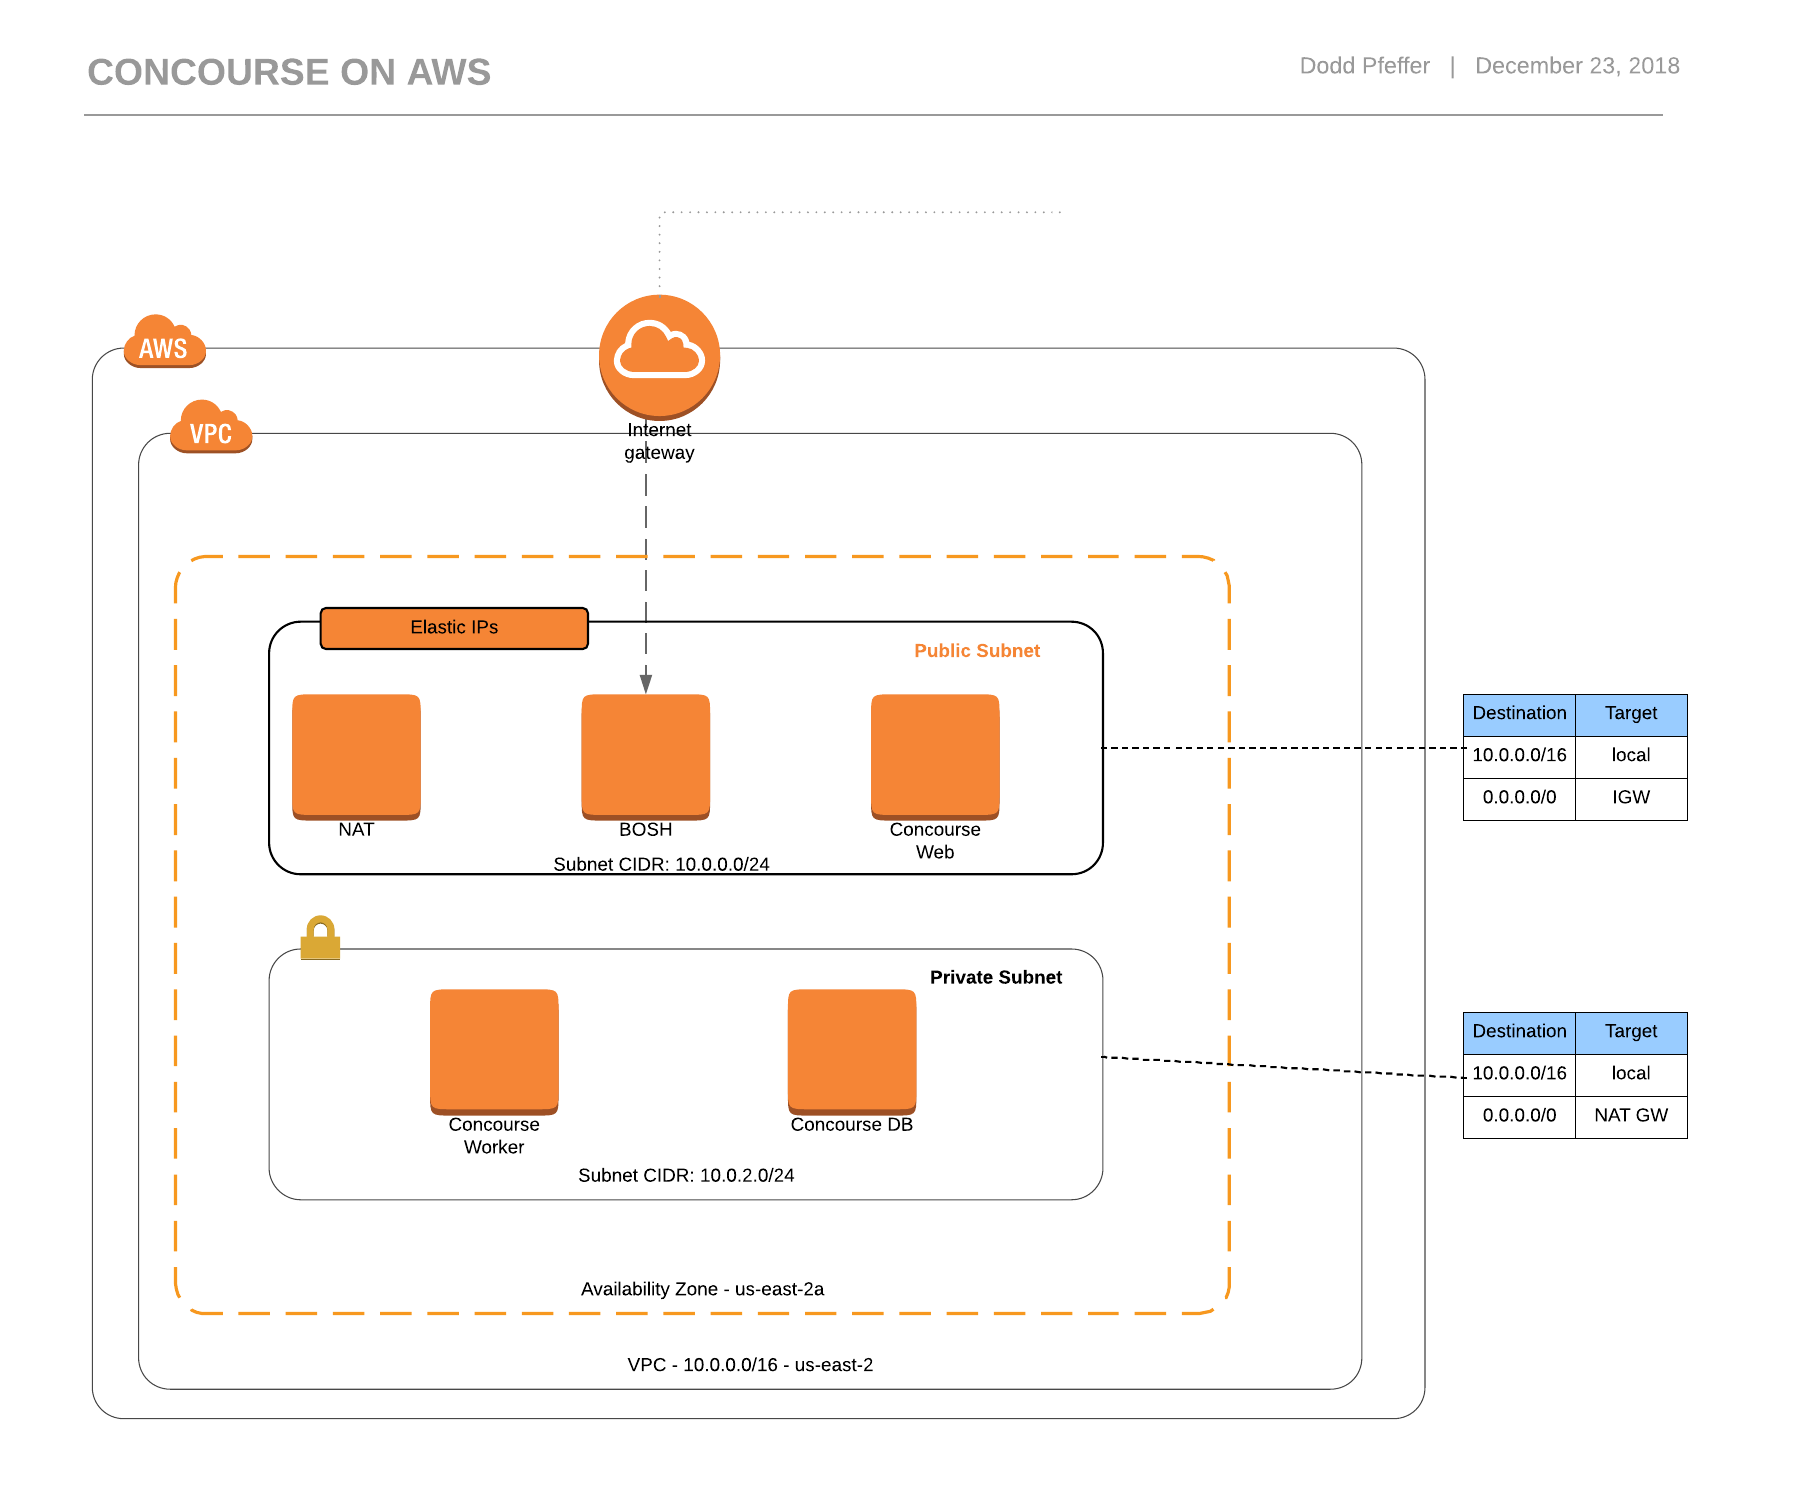 CONCOURSE ON AWS
Dodd Pfeffer | December 23, 2018
AWS
VPC
Internet
gateway
Elastic IPs
Public Subnet
NAT
BOSH
Concourse
Web
Subnet CIDR: 10.0.0.0/24
Destination Target
10.0.0.0/16 local
0.0.0.0/0 IGW
Private Subnet
Concourse
Worker
Concourse DB
Subnet CIDR: 10.0.2.0/24
Destination Target
10.0.0.0/16 local
0.0.0.0/0 NAT GW
Availability Zone - us-east-2a
VPC - 10.0.0.0/16 - us-east-2